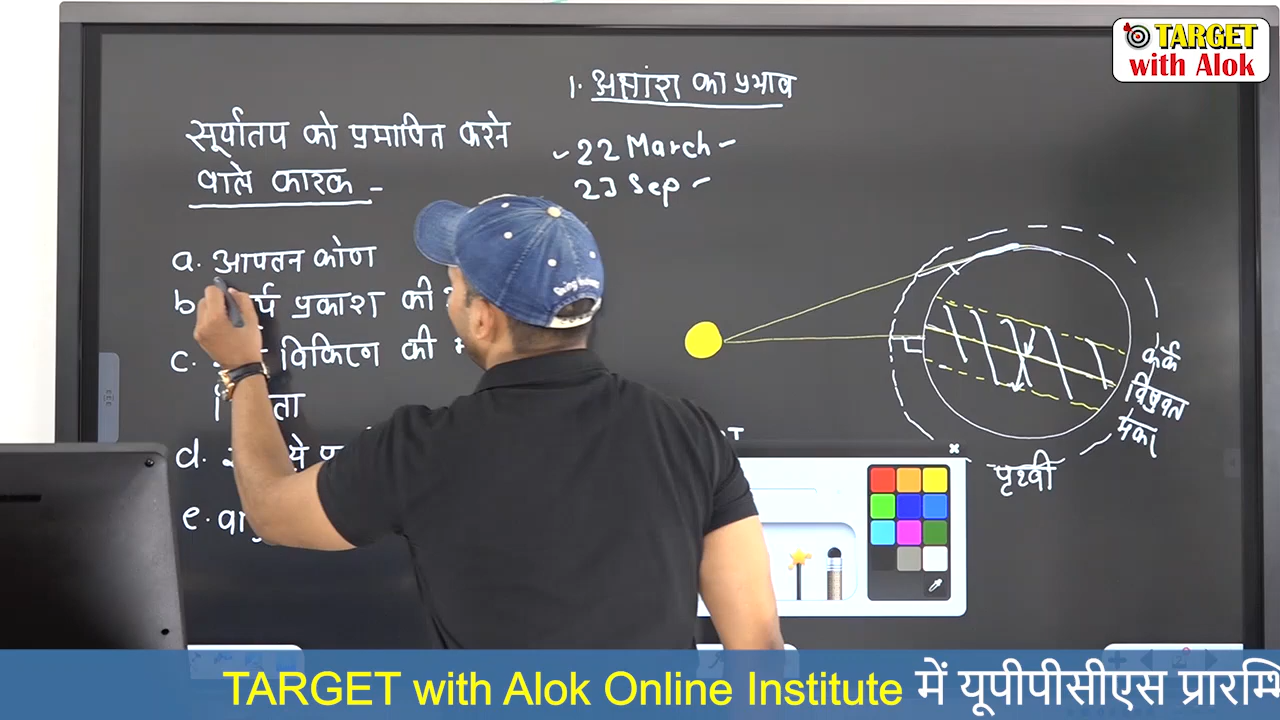 TARGET
with Alok
1. अक्षांश का प्रभाव
सूर्यातप को प्रभावित करने
वाले कारक -
- 22 March -
23 Sep -
a. आपतन कोण
b. प्रकाश की
c. विकिरण की
d. से
e.
कर्क
विषुवत
मकर
पृथ्वी
TARGET with Alok Online Institute में यूपीपीसीएस